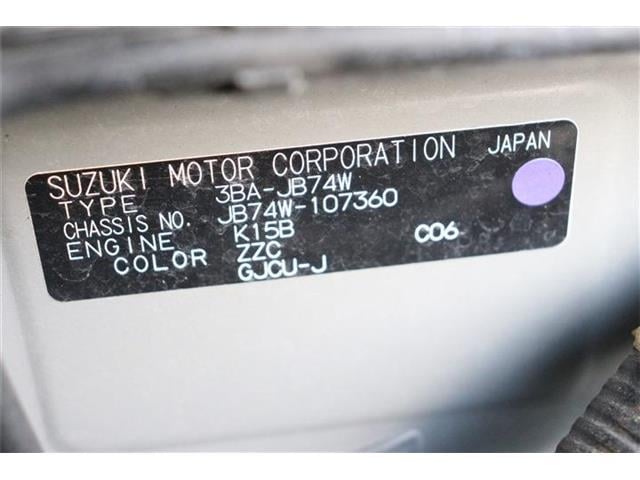 SUZUKI MOTOR CORPORATION JAPAN
TYPE 3BA-JB74W
CHASSIS NO. JB74W-107360
ENGINE K15B C06
COLOR ZZC
GJCU-J